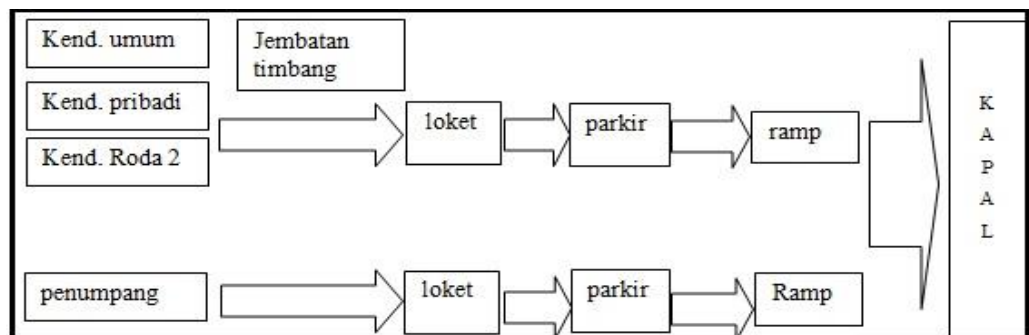 Kend. umum
Jembatan
timbang
Kend. pribadi
Kend. Roda 2
loket
parkir
ramp
penumpang
loket
parkir
Ramp
K
A
P
A
L